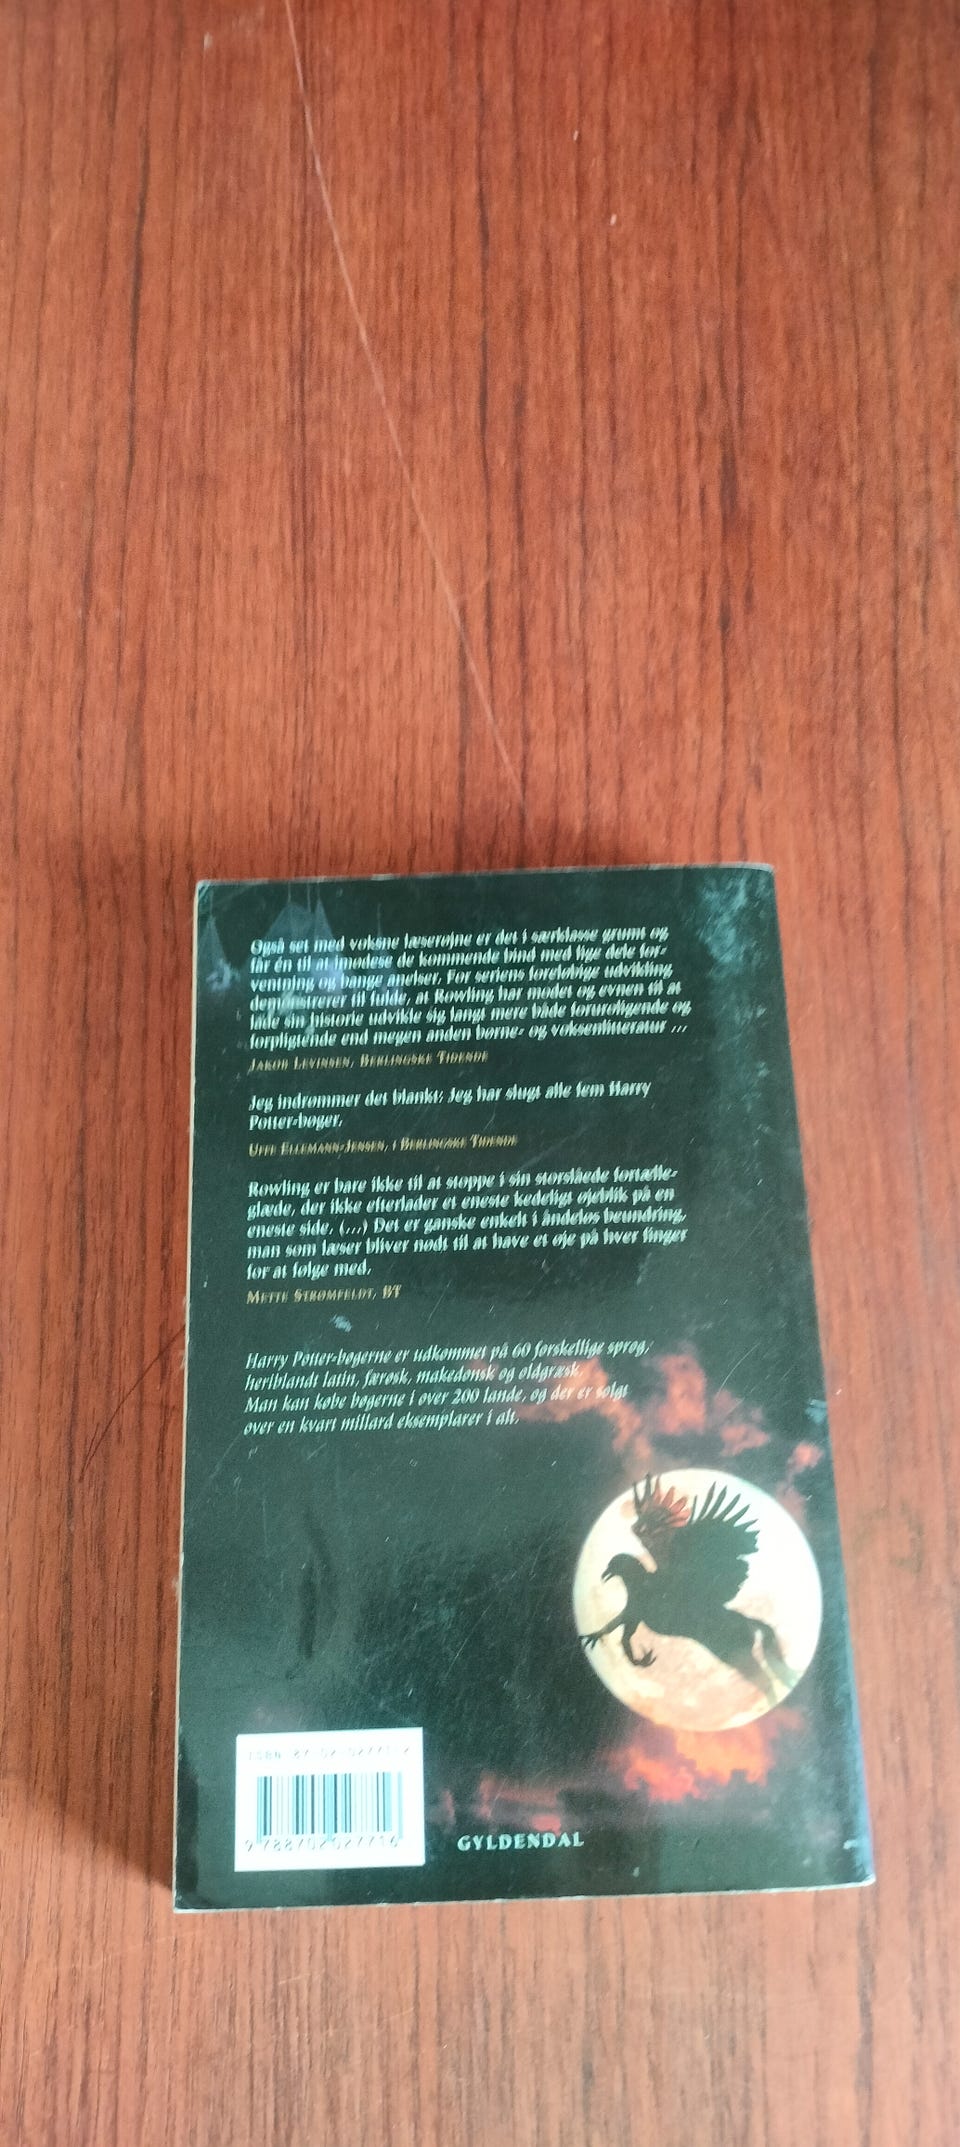 Også set med voksne læserøjne er det i særklasse grumt og
får én til at imødese de kommende bind med lige dele for-
ventning og bange anelser. For seriens foreløbige udvikling
demonstrerer til fulde, at Rowling har modet og evnen til at
lade sin historie udvikle sig langt mere både foruroligende og
forpligtende end megen anden børne- og voksenlitteratur ...
JAKOB LEVINSEN, BERLINGSKE TIDENDE
Jeg indrømmer det blankt: Jeg har slugt alle fem Harry
Potter-bøger.
UFFE ELLEMANN-JENSEN, I BERLINGSKE TIDENDE
Rowling er bare ikke til at stoppe i sin storslåede fortælle-
glæde, der ikke efterlader et eneste kedeligt øjeblik på en
eneste side. (...) Det er ganske enkelt i åndeløs beundring,
man som læser bliver nødt til at have et øje på hver finger
for at følge med.
METTE STRØMFELDT, BT
Harry Potter-bøgerne er udkommet på 60 forskellige sprog,
heriblandt latin, færøsk, makedonsk og oldgræsk.
Man kan købe bøgerne i over 200 lande, og der er solgt
over en kvart milliard eksemplarer i alt.
ISBN 87-02-02771-2
9 788702 027716
GYLDENDAL